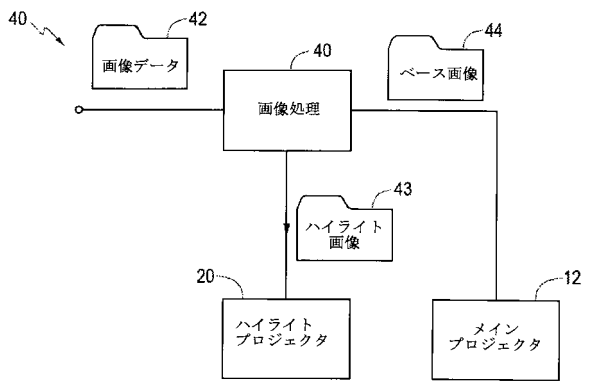 40
42
画像データ
40
画像処理
44
ベース画像
43
ハイライト
画像
20
ハイライト
プロジェクタ
12
メイン
プロジェクタ